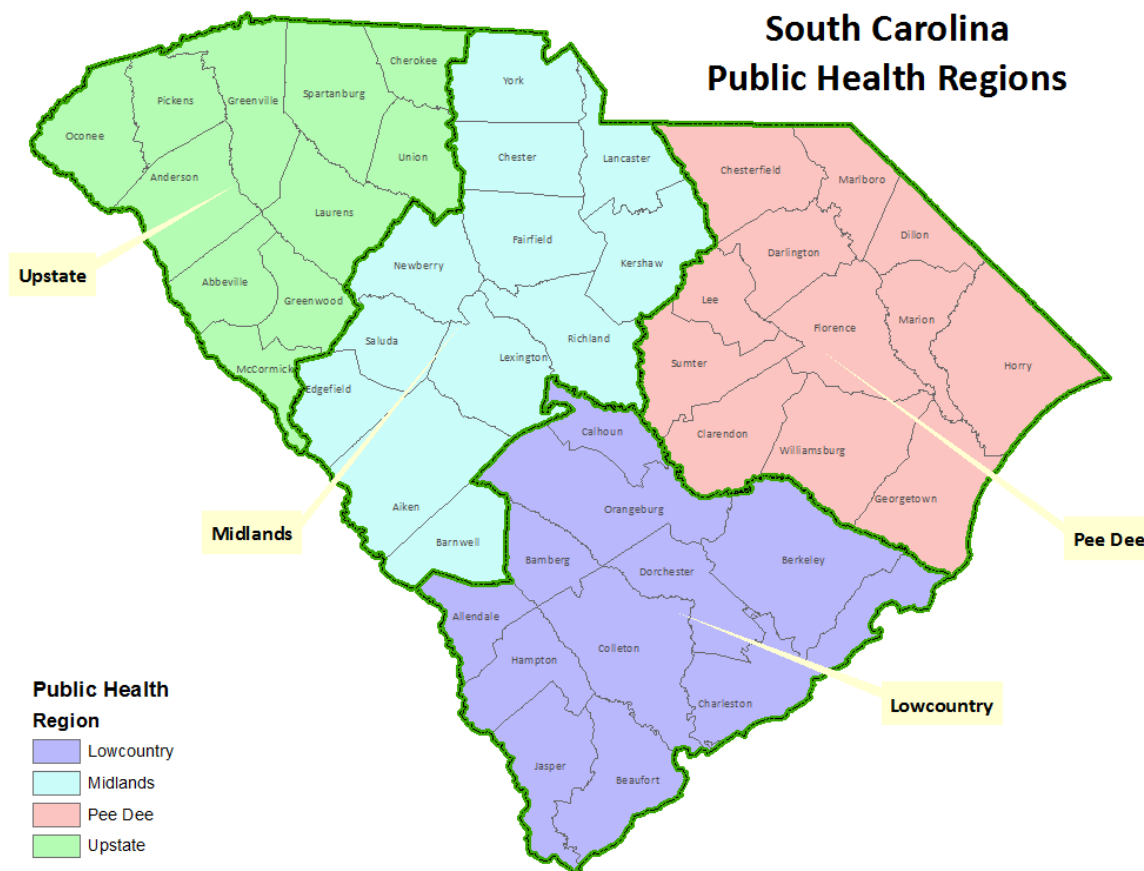 South Carolina
Public Health Regions
Cherokee
York
Pickens
Greenville
Spartanburg
Oconee
Union
Chester
Lancaster
Anderson
Chesterfield
Marlboro
Laurens
Dillon
Upstate
Fairfield
Darlington
Newberry
Kershaw
Abbeville
Greenwood
Lee
Florence
Marion
Saluda
Lexington
Richland
Sumter
Horry
McCormick
Edgefield
Calhoun
Clarendon
Williamsburg
Georgetown
Aiken
Orangeburg
Midlands
Barnwell
Pee Dee
Bamberg
Dorchester
Berkeley
Allendale
Colleton
Hampton
Charleston
Lowcountry
Jasper
Beaufort
Public Health
Region
Lowcountry
Midlands
Pee Dee
Upstate